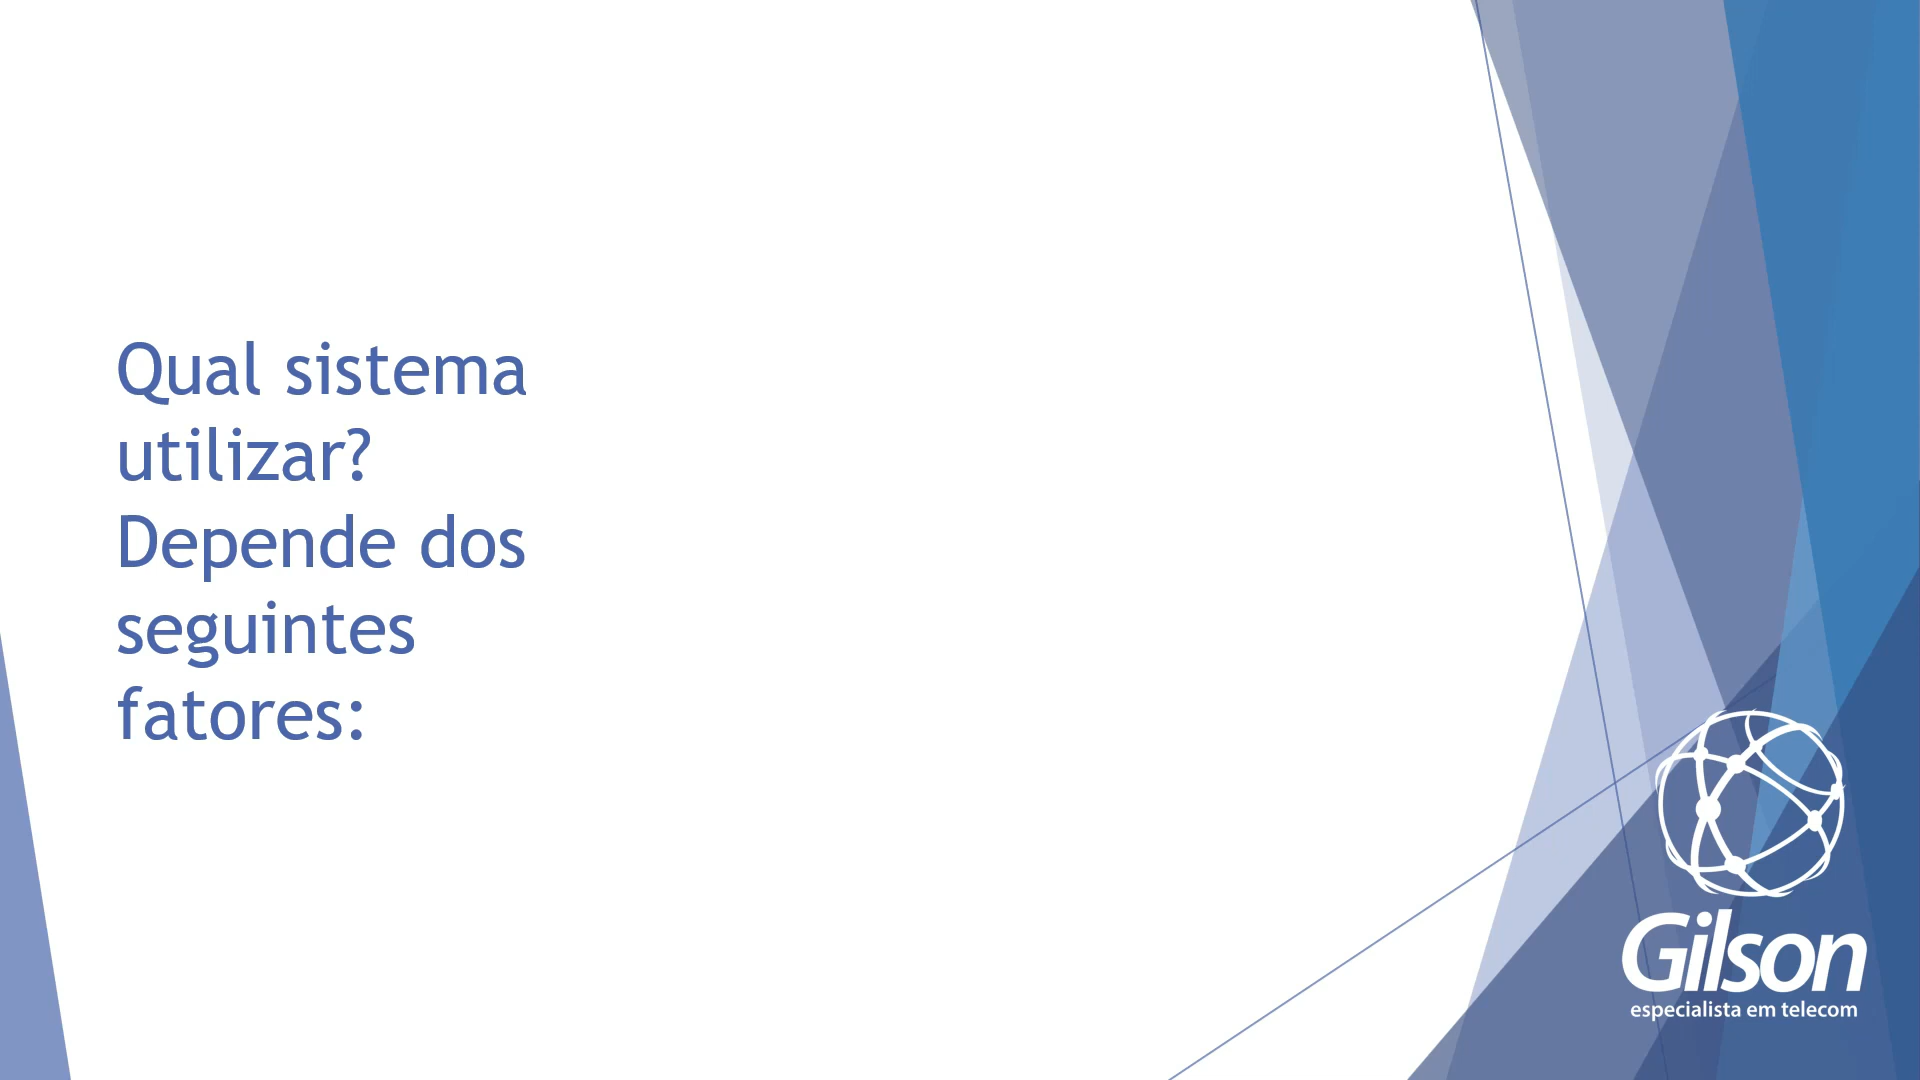 Qual sistema
utilizar?
Depende dos
seguintes
fatores:
Gilson
especialista em telecom